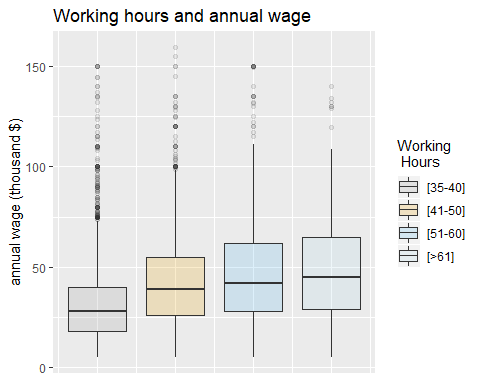 Working hours and annual wage
annual wage (thousand $)
150
100
50
0
Working
Hours
[35-40]
[41-50]
[51-60]
[>61]